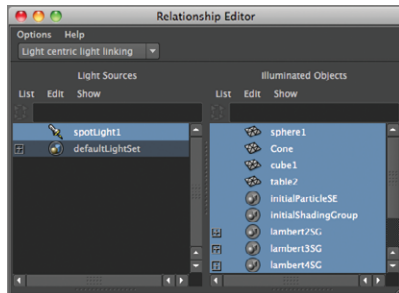 Relationship Editor
Options Help
Light centric light linking
Light Sources
List Edit Show
spotLight1
defaultLightSet
Illuminated Objects
List Edit Show
sphere1
Cone
cube1
table2
initialParticleSE
initialShadingGroup
lambert2SG
lambert3SG
lambert4SG